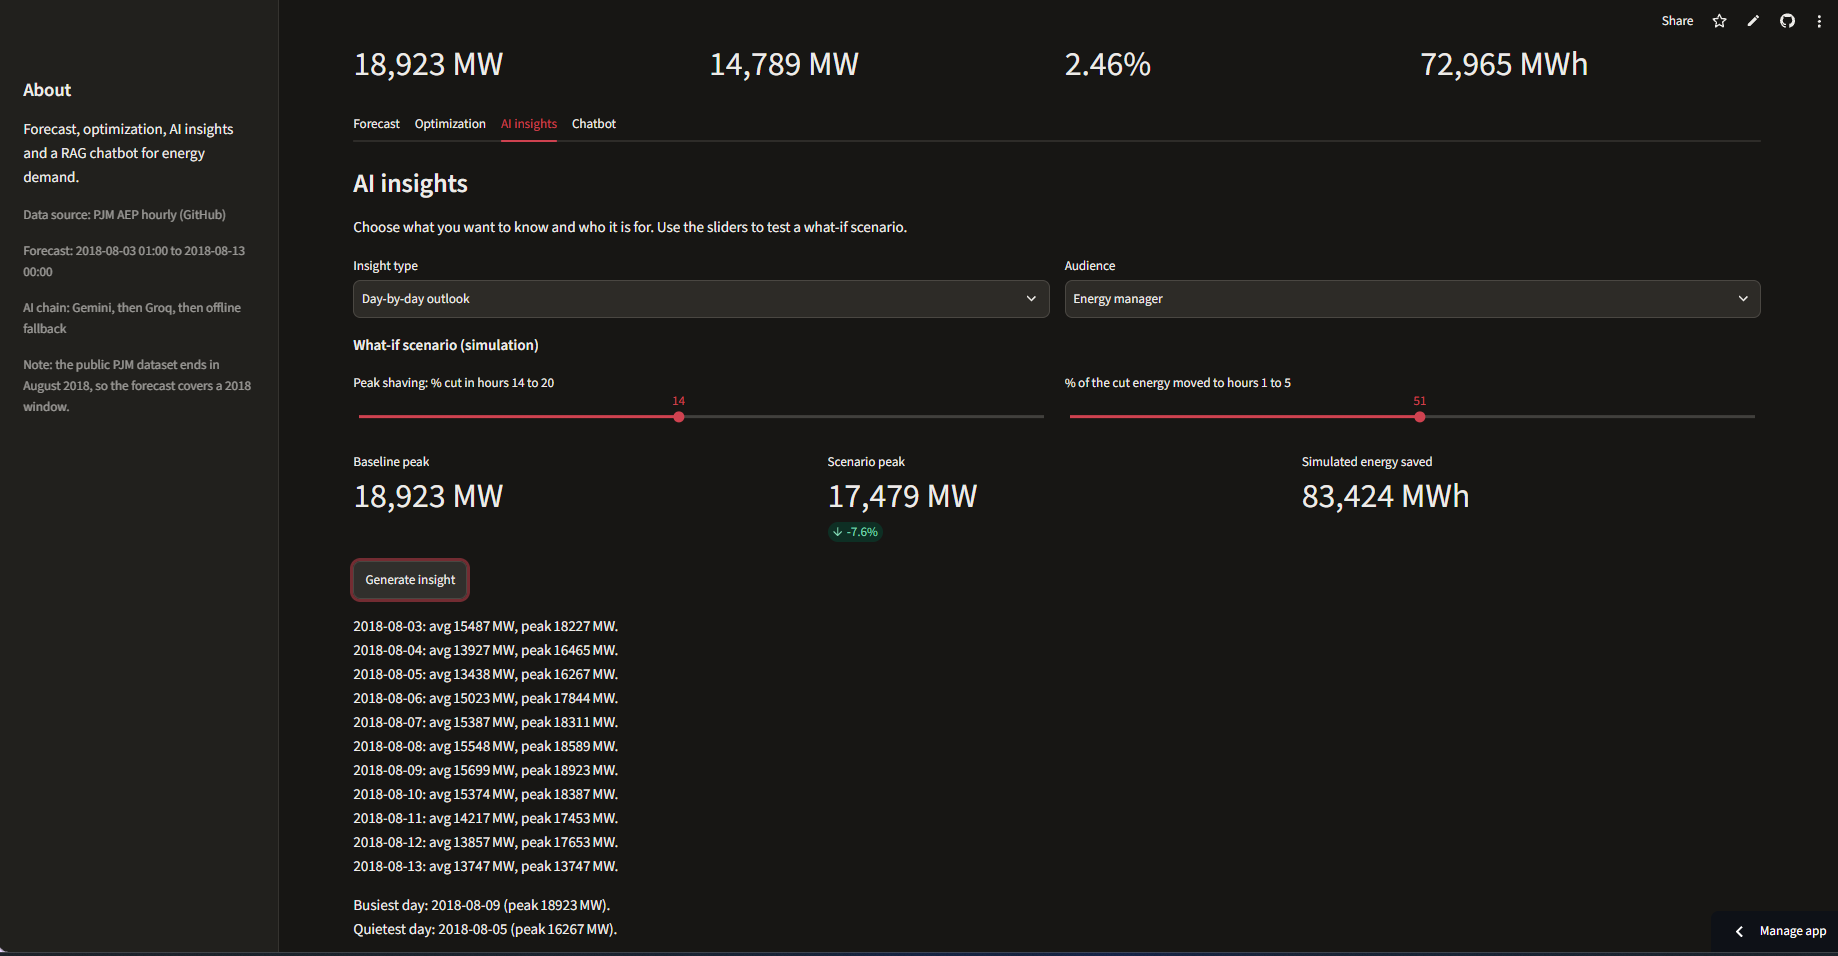 Share
About
Forecast, optimization, AI insights
and a RAG chatbot for energy
demand.
Data source: PJM AEP hourly (GitHub)
Forecast: 2018-08-03 01:00 to 2018-08-13
00:00
AI chain: Gemini, then Groq, then offline
fallback
Note: the public PJM dataset ends in
August 2018, so the forecast covers a 2018
window.
18,923 MW 14,789 MW 2.46% 72,965 MWh
Forecast Optimization AI insights Chatbot
AI insights
Choose what you want to know and who it is for. Use the sliders to test a what-if scenario.
Insight type Audience
Day-by-day outlook Energy manager
What-if scenario (simulation)
Peak shaving: % cut in hours 14 to 20 % of the cut energy moved to hours 1 to 5
14 51
Baseline peak Scenario peak Simulated energy saved
18,923 MW 17,479 MW 83,424 MWh
-7.6%
Generate insight
2018-08-03: avg 15487 MW, peak 18227 MW.
2018-08-04: avg 13927 MW, peak 16465 MW.
2018-08-05: avg 13438 MW, peak 16267 MW.
2018-08-06: avg 15023 MW, peak 17844 MW.
2018-08-07: avg 15387 MW, peak 18311 MW.
2018-08-08: avg 15548 MW, peak 18589 MW.
2018-08-09: avg 15699 MW, peak 18923 MW.
2018-08-10: avg 15374 MW, peak 18387 MW.
2018-08-11: avg 14217 MW, peak 17453 MW.
2018-08-12: avg 13857 MW, peak 17653 MW.
2018-08-13: avg 13747 MW, peak 13747 MW.
Busiest day: 2018-08-09 (peak 18923 MW).
Quietest day: 2018-08-05 (peak 16267 MW).
Manage app